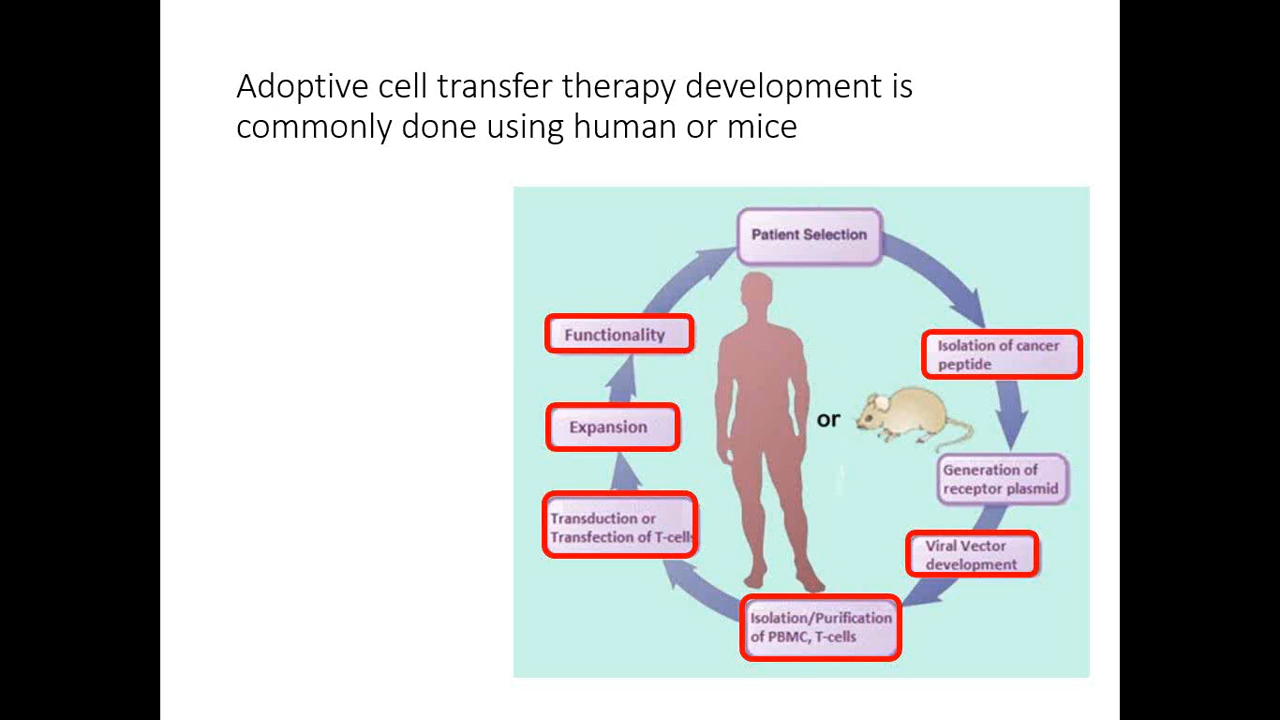 Adoptive cell transfer therapy development is
commonly done using human or mice
Patient Selection
Isolation of cancer
peptide
Generation of
receptor plasmid
Viral Vector
development
Isolation/Purification
of PBMC, T-cells
Transduction or
Transfection of T-cells
Expansion
Functionality
or